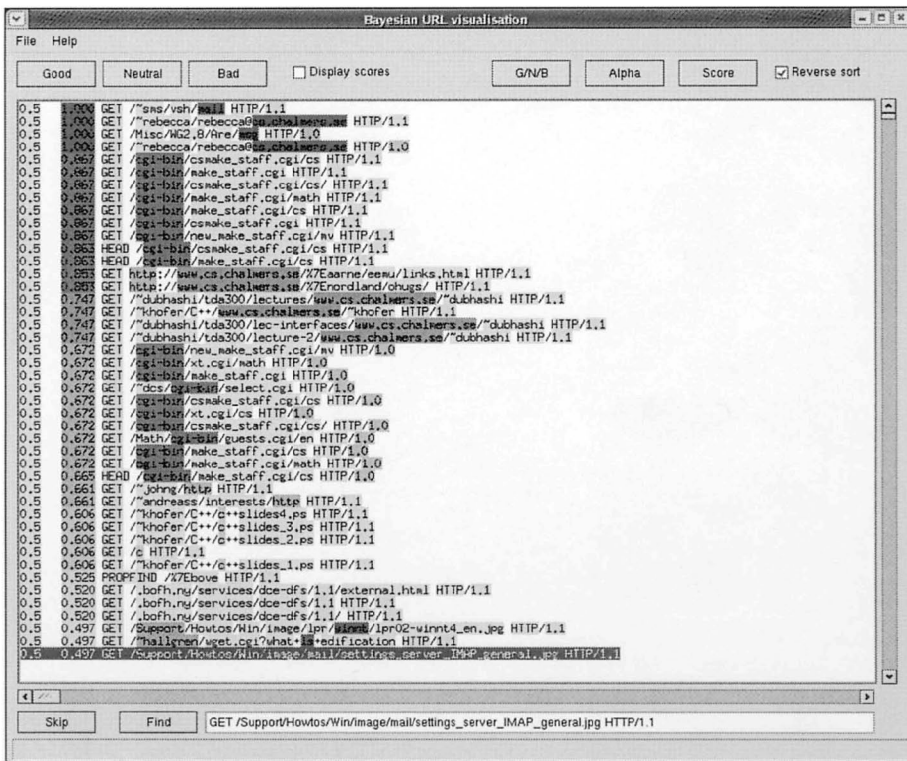 Bayesian URL visualisation
File Help
Good Neutral Bad Display scores G/N/B Alpha Score Reverse sort
0.5 1.000 GET /~sms/vsh/mail HTTP/1.1
0.5 1.000 GET /~rebecca/rebecca@cs.chalmers.se HTTP/1.1
0.5 1.000 GET /Misc/WG2.8/Are/msg HTTP/1.0
0.5 1.000 GET /~rebecca/rebecca@cs.chalmers.se HTTP/1.0
0.5 0.867 GET /cgi-bin/csmake_staff.cgi/cs HTTP/1.1
0.5 0.867 GET /cgi-bin/make_staff.cgi HTTP/1.1
0.5 0.867 GET /cgi-bin/csmake_staff.cgi/cs/ HTTP/1.1
0.5 0.867 GET /cgi-bin/make_staff.cgi/math HTTP/1.1
0.5 0.867 GET /cgi-bin/make_staff.cgi/cs HTTP/1.1
0.5 0.867 GET /cgi-bin/csmake_staff.cgi HTTP/1.1
0.5 0.867 GET /cgi-bin/new_make_staff.cgi/mv HTTP/1.1
0.5 0.863 HEAD /cgi-bin/csmake_staff.cgi/cs HTTP/1.1
0.5 0.863 HEAD /cgi-bin/make_staff.cgi/cs HTTP/1.1
0.5 0.853 GET http://www.cs.chalmers.se/%7Eaarne/eemu/links.html HTTP/1.1
0.5 0.853 GET http://www.cs.chalmers.se/%7Enordland/ohugs/ HTTP/1.1
0.5 0.747 GET /~dubhashi/tda300/lectures/www.cs.chalmers.se/~dubhashi HTTP/1.1
0.5 0.747 GET /~khofer/C++/www.cs.chalmers.se/~khofer HTTP/1.1
0.5 0.747 GET /~dubhashi/tda300/lec-interfaces/www.cs.chalmers.se/~dubhashi HTTP/1.1
0.5 0.747 GET /~dubhashi/tda300/lecture-2/www.cs.chalmers.se/~dubhashi HTTP/1.1
0.5 0.672 GET /cgi-bin/new_make_staff.cgi/mv HTTP/1.0
0.5 0.672 GET /cgi-bin/xt.cgi/math HTTP/1.0
0.5 0.672 GET /cgi-bin/make_staff.cgi HTTP/1.0
0.5 0.672 GET /~dcs/cgi-bin/select.cgi HTTP/1.0
0.5 0.672 GET /cgi-bin/csmake_staff.cgi/cs HTTP/1.0
0.5 0.672 GET /cgi-bin/xt.cgi/cs HTTP/1.0
0.5 0.672 GET /cgi-bin/csmake_staff.cgi/cs/ HTTP/1.0
0.5 0.672 GET /Math/cgi-bin/guests.cgi/en HTTP/1.0
0.5 0.672 GET /cgi-bin/make_staff.cgi/cs HTTP/1.0
0.5 0.672 GET /cgi-bin/make_staff.cgi/math HTTP/1.0
0.5 0.665 HEAD /cgi-bin/make_staff.cgi/cs HTTP/1.0
0.5 0.661 GET /~johng/http HTTP/1.1
0.5 0.661 GET /~andreass/interests/http HTTP/1.1
0.5 0.606 GET /~khofer/C++/c++slides4.ps HTTP/1.1
0.5 0.606 GET /~khofer/C++/c++slides_3.ps HTTP/1.1
0.5 0.606 GET /~khofer/C++/c++slides_2.ps HTTP/1.1
0.5 0.606 GET /c HTTP/1.1
0.5 0.606 GET /~khofer/C++/c++slides_1.ps HTTP/1.1
0.5 0.525 PROPFIND /%7Ebove HTTP/1.1
0.5 0.520 GET /.bofh.ny/services/dce-dfs/1.1/external.html HTTP/1.1
0.5 0.520 GET /.bofh.ny/services/dce-dfs/1.1 HTTP/1.1
0.5 0.520 GET /.bofh.ny/services/dce-dfs/1.1/ HTTP/1.1
0.5 0.497 GET /Support/Howtos/Win/image/lpr/winnt/lpr02-winnt4_en.jpg HTTP/1.1
0.5 0.497 GET /~hallgren/wget.cgi?what+is+edification HTTP/1.1
0.5 0.497 GET /Support/Howtos/Win/image/mail/settings_server_IMAP_general.jpg HTTP/1.1
Skip Find GET /Support/Howtos/Win/image/mail/settings_server_IMAP_general.jpg HTTP/1.1